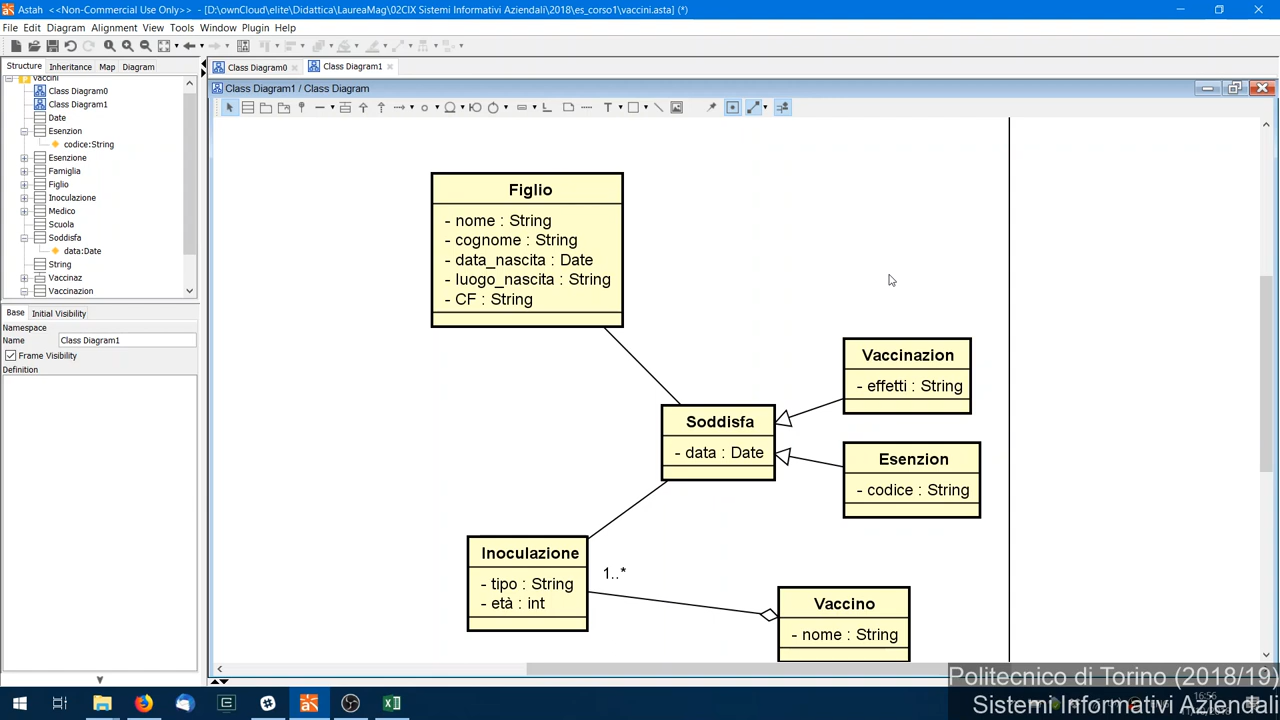 Astah <<Non-Commercial Use Only>> - [D:\ownCloud\elite\Didattica\LaureaMag\02CIX Sistemi Informativi Aziendali\2018\es_corso1\vaccini.asta] (*)
File Edit Diagram Alignment View Tools Window Plugin Help
Structure Inheritance Map Diagram
vaccini
Class Diagram0
Class Diagram1
Date
Esenzion
codice:String
Esenzione
Famiglia
Figlio
Inoculazione
Medico
Scuola
Soddisfa
data:Date
String
Vaccinaz
Vaccinazion
Base Initial Visibility
Namespace
Name Class Diagram1
Frame Visibility
Definition
Class Diagram0 Class Diagram1
Class Diagram1 / Class Diagram
Figlio
- nome : String
- cognome : String
- data_nascita : Date
- luogo_nascita : String
- CF : String
Vaccinazion
- effetti : String
Soddisfa
- data : Date
Esenzion
- codice : String
Inoculazione
- tipo : String
- età : int
1..*
Vaccino
- nome : String
Politecnico di Torino (2018/19)
Sistemi Informativi Aziendali
16:56